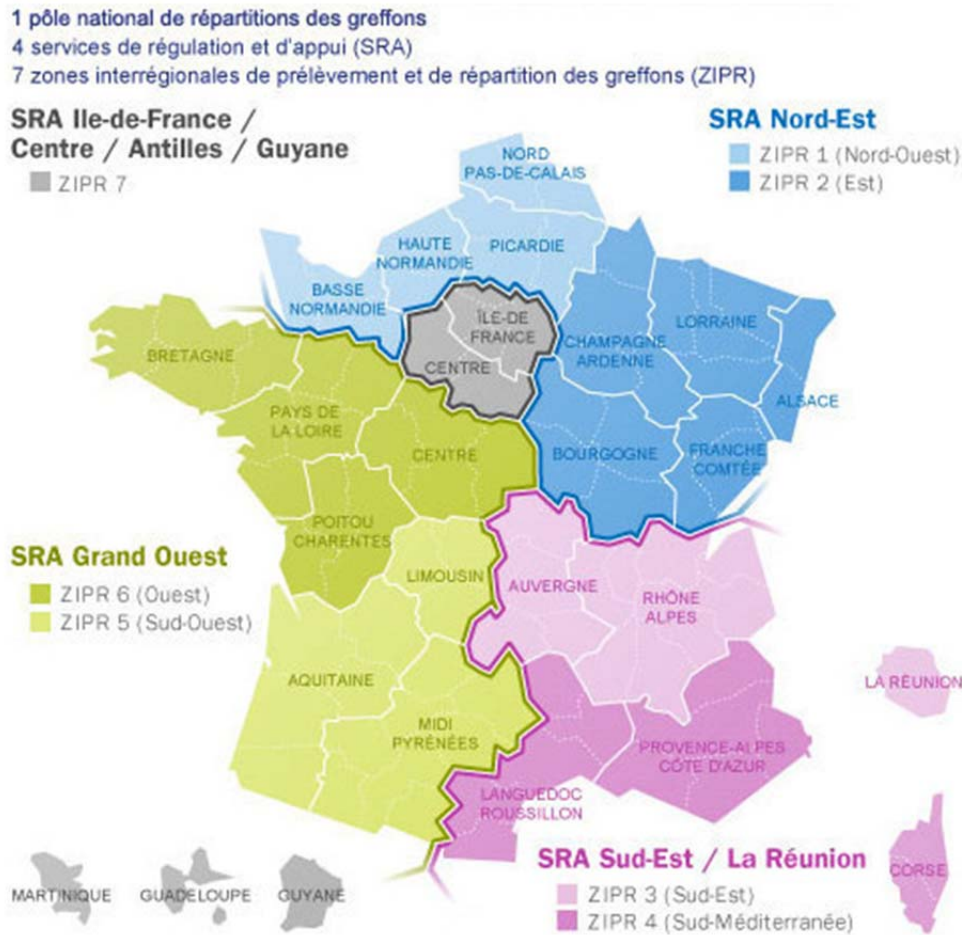 1 pôle national de répartitions des greffons
4 services de régulation et d'appui (SRA)
7 zones interrégionales de prélèvement et de répartition des greffons (ZIPR)
SRA Ile-de-France /
Centre / Antilles / Guyane
ZIPR 7
SRA Nord-Est
ZIPR 1 (Nord-Ouest)
ZIPR 2 (Est)
NORD
PAS-DE-CALAIS
HAUTE
NORMANDIE
PICARDIE
BASSE
NORMANDIE
ÎLE-DE
FRANCE
CENTRE
CHAMPAGNE
ARDENNE
LORRAINE
ALSACE
BRETAGNE
PAYS DE
LA LOIRE
CENTRE
BOURGOGNE
FRANCHE
COMTÉE
POITOU
CHARENTES
SRA Grand Ouest
ZIPR 6 (Ouest)
ZIPR 5 (Sud-Ouest)
LIMOUSIN
AUVERGNE
RHÔNE
ALPES
LA RÉUNION
AQUITAINE
MIDI
PYRÉNÉES
PROVENCE-ALPES
CÔTE D'AZUR
LANGUEDOC
ROUSSILLON
SRA Sud-Est / La Réunion
ZIPR 3 (Sud-Est)
ZIPR 4 (Sud-Méditerranée)
CORSE
MARTINIQUE
GUADELOUPE
GUYANE